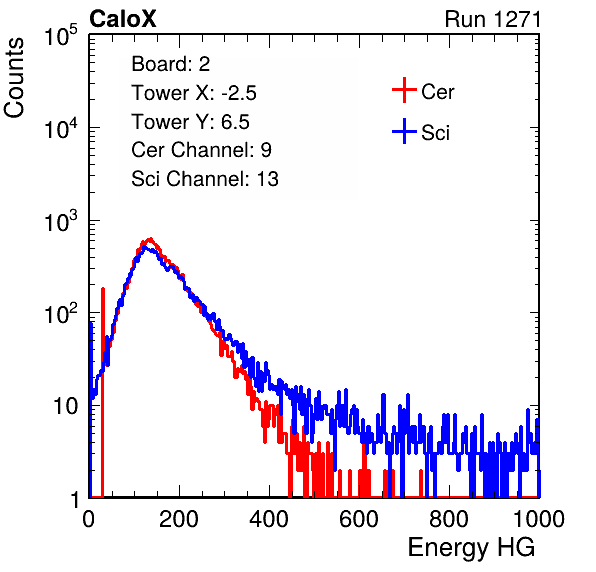 CaloX Run 1271
Counts
10^5
10^4
10^3
10^2
10
1
Board: 2
Tower X: -2.5
Tower Y: 6.5
Cer Channel: 9
Sci Channel: 13
Cer
Sci
0 200 400 600 800 1000
Energy HG